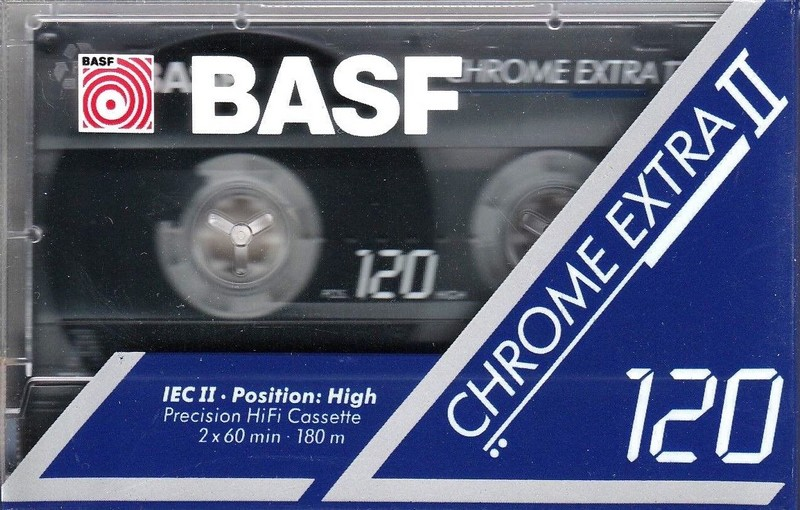 BASF
BASF
CHROME EXTRA II
120
120
CHROME EXTRA II
IEC II · Position: High
Precision HiFi Cassette
2 x 60 min · 180 m